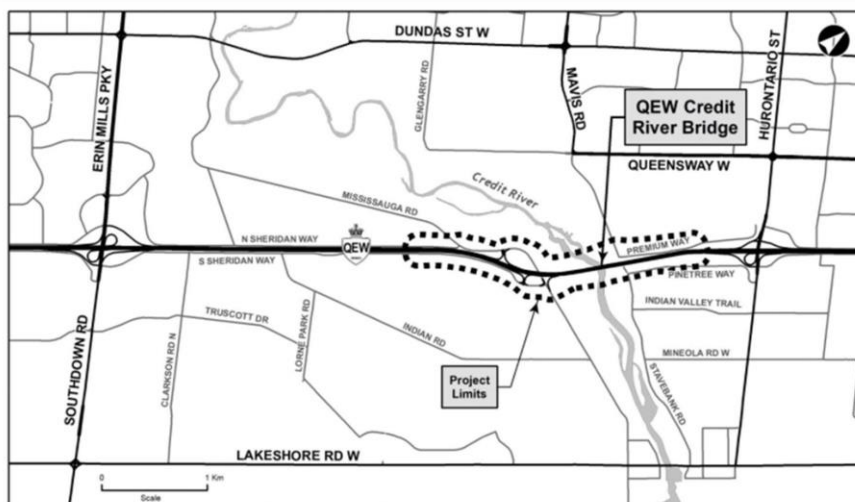 DUNDAS ST W
ERIN MILLS PKY
GLENGARRY RD
MAVIS RD
HURONTARIO ST
QEW Credit
River Bridge
QUEENSWAY W
Credit River
MISSISSAUGA RD
N SHERIDAN WAY
QEW
PREMIUM WAY
S SHERIDAN WAY
PINETREE WAY
INDIAN VALLEY TRAIL
TRUSCOTT DR
LORNE PARK RD
INDIAN RD
CLARKSON RD N
SOUTHDOWN RD
MINEOLA RD W
Project
Limits
STAVEBANK RD
LAKESHORE RD W
0 1 Km
Scale